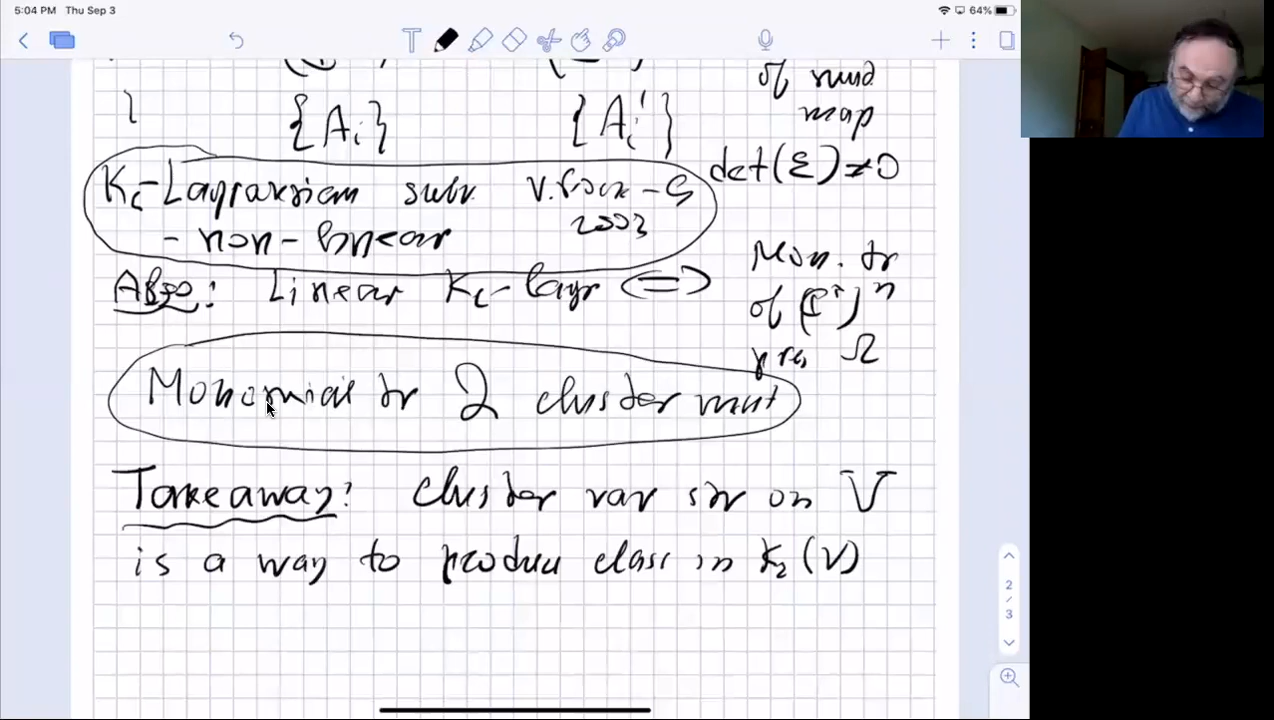 5:04 PM Thu Sep 3
64%
T
of
map
{A_i} {A_i'}
det(ε) ≠ 0
K_2-Lagrangian subv. V. Fock - G
2003
- non-linear
Mon. tr
Also: Linear K_2-lagr <=>
of (C*)^n
pres Ω
Monomial tr & cluster mut
Takeaway: Cluster var str on V
is a way to produce class in K_2(V)
2
/
3